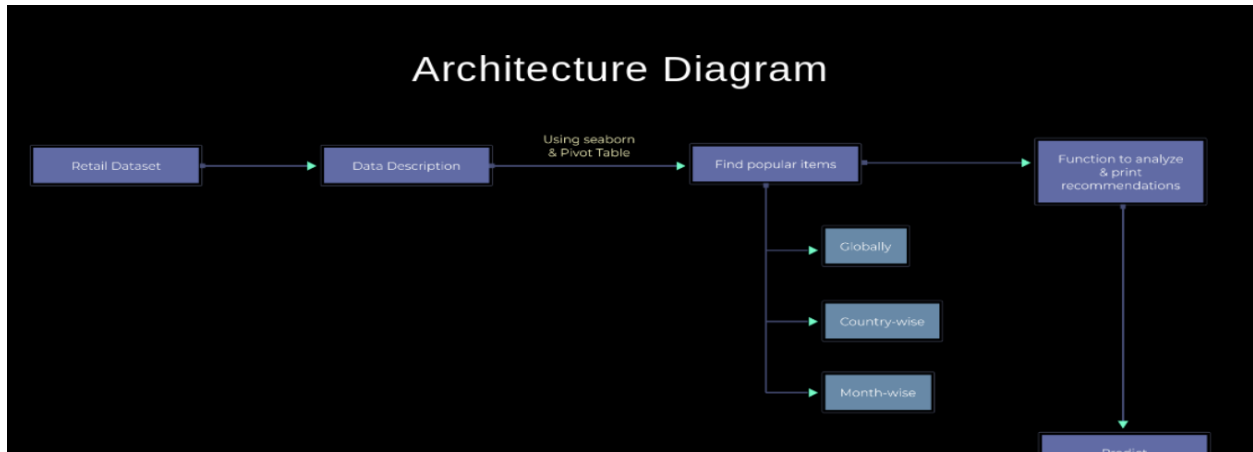 Architecture Diagram
Using seaborn
& Pivot Table
Retail Dataset
Data Description
Find popular items
Function to analyze
& print
recommendations
Globally
Country-wise
Month-wise
Predict